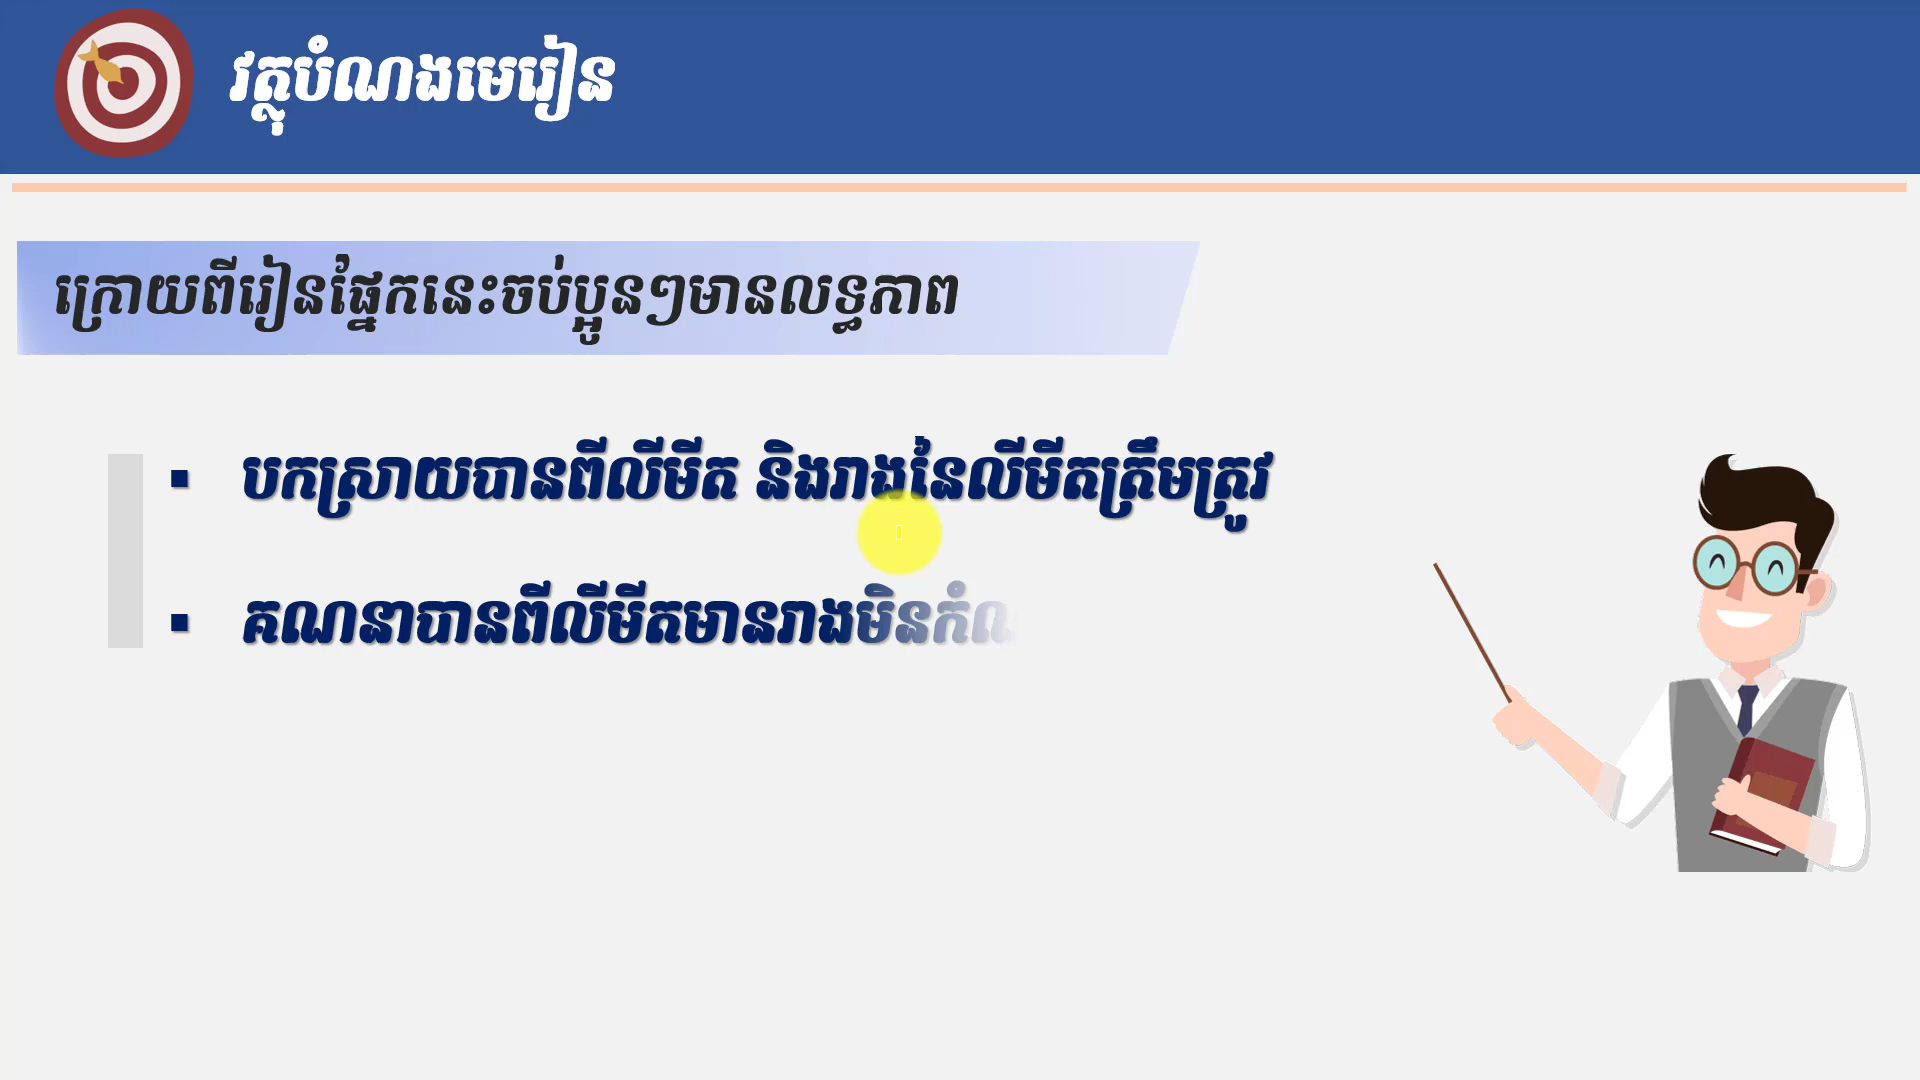 វត្ថុបំណងមេរៀន
ក្រោយពីរៀនផ្នែកនេះចប់ប្អូនៗមានលទ្ធភាព
▪ បកស្រាយបានពីលីមីត និងរាងនៃលីមីតត្រឹមត្រូវ
▪ គណនាបានពីលីមីតមានរាងមិនកំណ